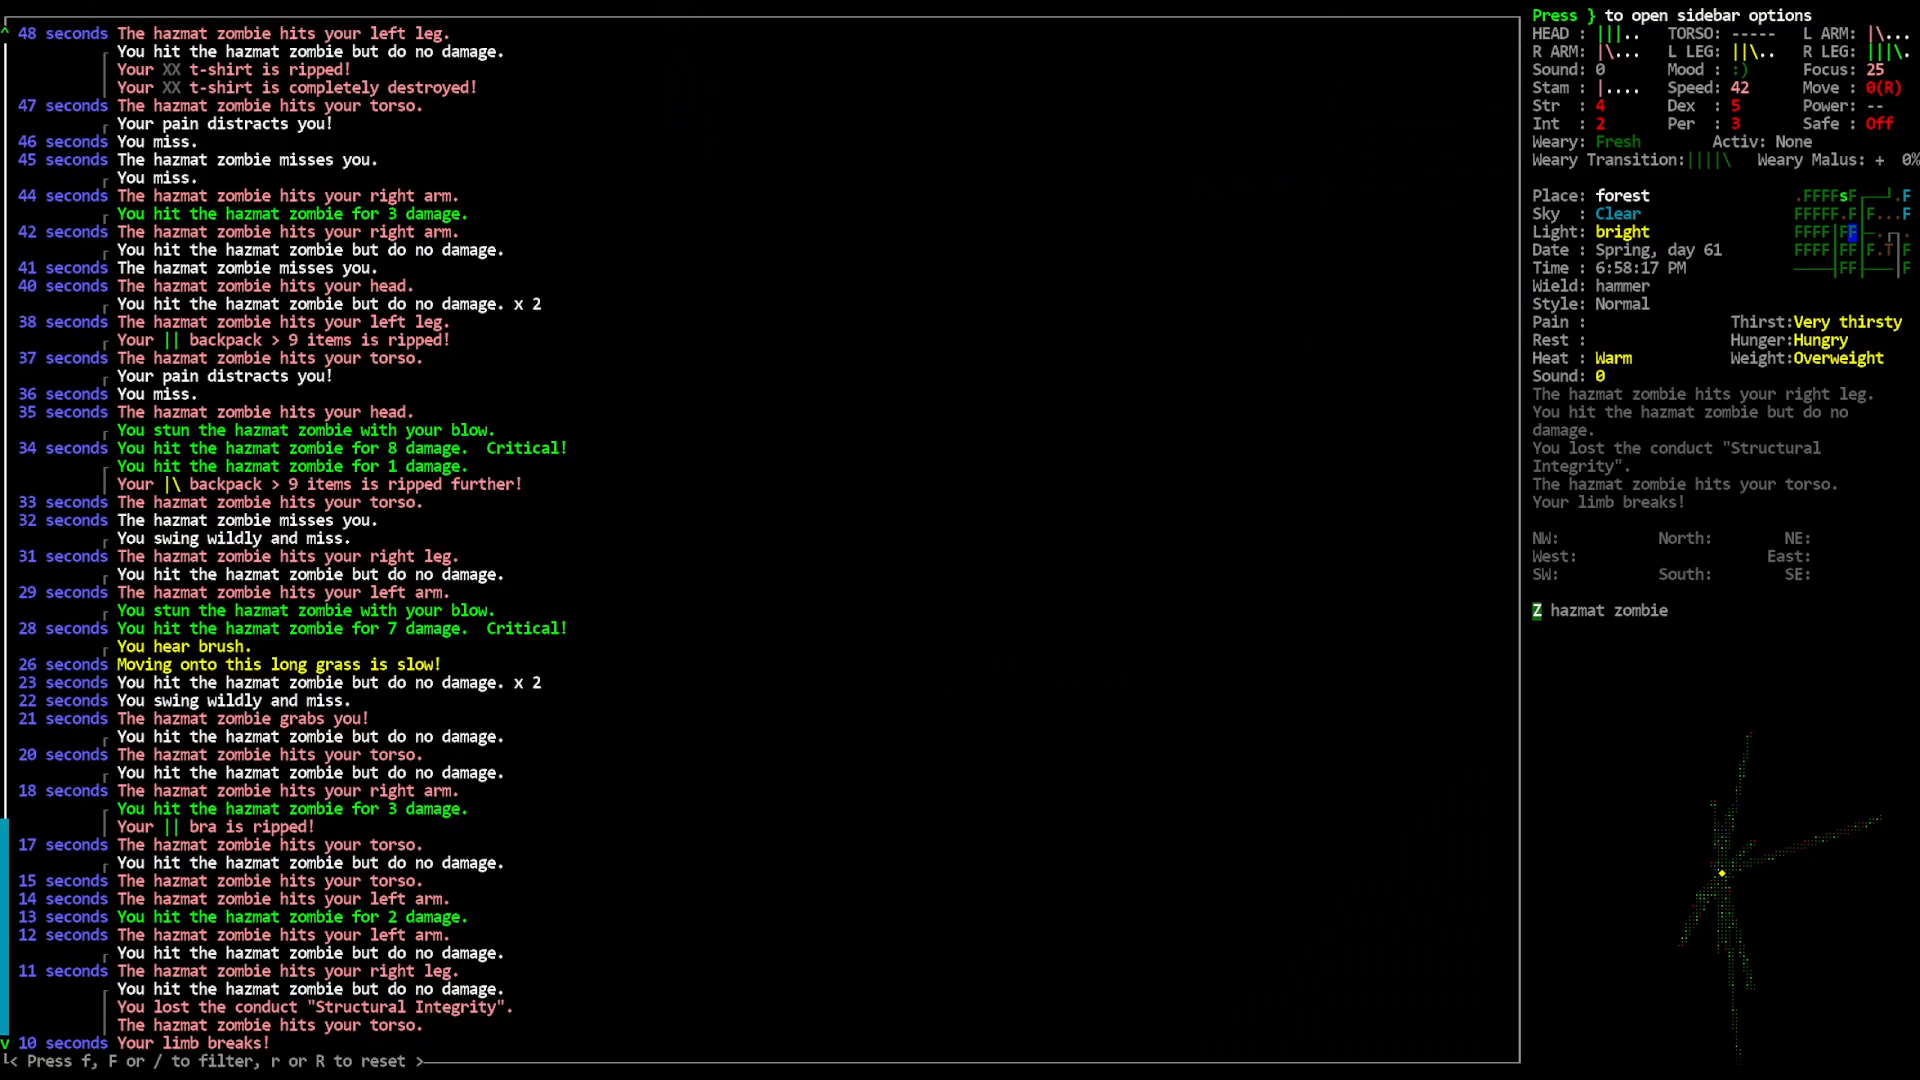 48 seconds The hazmat zombie hits your left leg.
You hit the hazmat zombie but do no damage.
Your XX t-shirt is ripped!
Your XX t-shirt is completely destroyed!
47 seconds The hazmat zombie hits your torso.
Your pain distracts you!
46 seconds You miss.
45 seconds The hazmat zombie misses you.
You miss.
44 seconds The hazmat zombie hits your right arm.
You hit the hazmat zombie for 3 damage.
42 seconds The hazmat zombie hits your right arm.
You hit the hazmat zombie but do no damage.
41 seconds The hazmat zombie misses you.
40 seconds The hazmat zombie hits your head.
You hit the hazmat zombie but do no damage. x 2
38 seconds The hazmat zombie hits your left leg.
Your || backpack > 9 items is ripped!
37 seconds The hazmat zombie hits your torso.
Your pain distracts you!
36 seconds You miss.
35 seconds The hazmat zombie hits your head.
You stun the hazmat zombie with your blow.
34 seconds You hit the hazmat zombie for 8 damage.  Critical!
You hit the hazmat zombie for 1 damage.
Your |\ backpack > 9 items is ripped further!
33 seconds The hazmat zombie hits your torso.
32 seconds The hazmat zombie misses you.
You swing wildly and miss.
31 seconds The hazmat zombie hits your right leg.
You hit the hazmat zombie but do no damage.
29 seconds The hazmat zombie hits your left arm.
You stun the hazmat zombie with your blow.
28 seconds You hit the hazmat zombie for 7 damage.  Critical!
You hear brush.
26 seconds Moving onto this long grass is slow!
23 seconds You hit the hazmat zombie but do no damage. x 2
22 seconds You swing wildly and miss.
21 seconds The hazmat zombie grabs you!
You hit the hazmat zombie but do no damage.
20 seconds The hazmat zombie hits your torso.
You hit the hazmat zombie but do no damage.
18 seconds The hazmat zombie hits your right arm.
You hit the hazmat zombie for 3 damage.
Your || bra is ripped!
17 seconds The hazmat zombie hits your torso.
You hit the hazmat zombie but do no damage.
15 seconds The hazmat zombie hits your torso.
14 seconds The hazmat zombie hits your left arm.
13 seconds You hit the hazmat zombie for 2 damage.
12 seconds The hazmat zombie hits your left arm.
You hit the hazmat zombie but do no damage.
11 seconds The hazmat zombie hits your right leg.
You hit the hazmat zombie but do no damage.
You lost the conduct "Structural Integrity".
The hazmat zombie hits your torso.
10 seconds Your limb breaks!
< Press f, F or / to filter, r or R to reset >
Press } to open sidebar options
HEAD : |||.. TORSO: ----- L ARM: |\...
R ARM: |\... L LEG: ||\.. R LEG: |||\.
Sound: 0 Mood : :) Focus: 25
Stam : |.... Speed: 42 Move : 0(R)
Str : 4 Dex : 5 Power: --
Int : 2 Per : 3 Safe : Off
Weary: Fresh Activ: None
Weary Transition:||||\ Weary Malus: + 0%
Place: forest
Sky : Clear
Light: bright
Date : Spring, day 61
Time : 6:58:17 PM
Wield: hammer
Style: Normal
Pain : Thirst:Very thirsty
Rest : Hunger:Hungry
Heat : Warm Weight:Overweight
Sound: 0
The hazmat zombie hits your right leg.
You hit the hazmat zombie but do no
damage.
You lost the conduct "Structural
Integrity".
The hazmat zombie hits your torso.
Your limb breaks!
NW: North: NE:
West: East:
SW: South: SE:
Z hazmat zombie